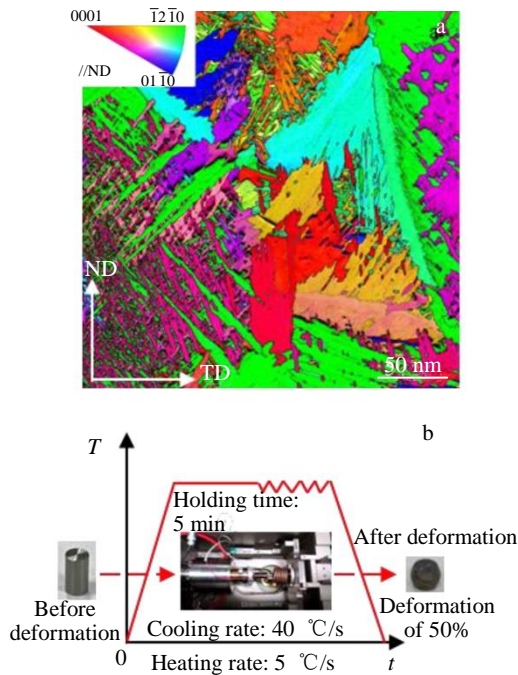 0001
1̄21̄0
a
//ND
011̄0
ND
TD
50 nm
b
T
Holding time:
5 min
After deformation
Before
deformation
Cooling rate: 40 ℃/s
Deformation
of 50%
0
Heating rate: 5 ℃/s
t